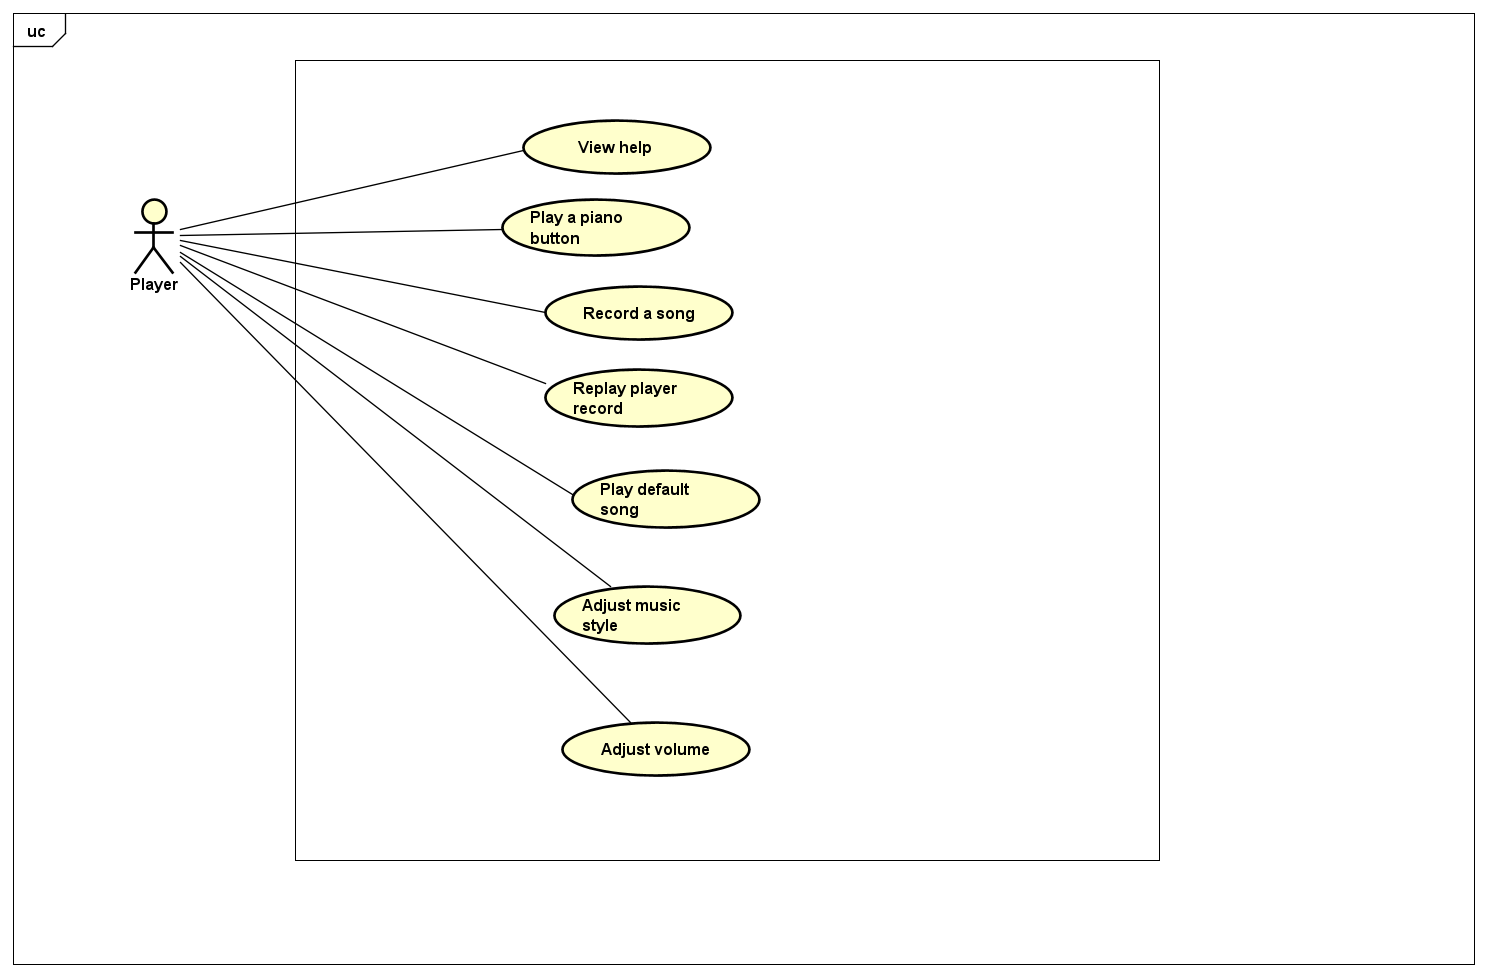 uc
View help
Play a piano
button
Player
Record a song
Replay player
record
Play default
song
Adjust music
style
Adjust volume